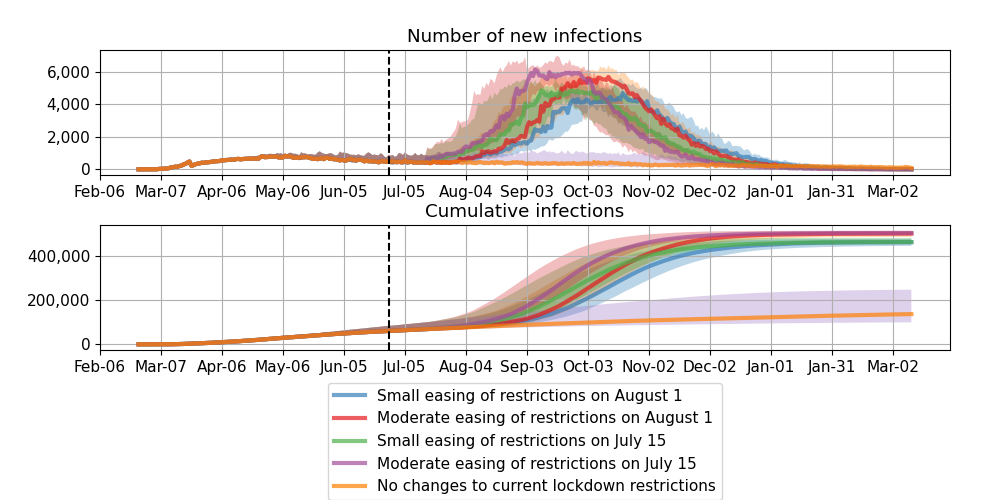 Number of new infections
6,000
4,000
2,000
0
Feb-06 Mar-07 Apr-06 May-06 Jun-05 Jul-05 Aug-04 Sep-03 Oct-03 Nov-02 Dec-02 Jan-01 Jan-31 Mar-02
Cumulative infections
400,000
200,000
0
Feb-06 Mar-07 Apr-06 May-06 Jun-05 Jul-05 Aug-04 Sep-03 Oct-03 Nov-02 Dec-02 Jan-01 Jan-31 Mar-02
Small easing of restrictions on August 1
Moderate easing of restrictions on August 1
Small easing of restrictions on July 15
Moderate easing of restrictions on July 15
No changes to current lockdown restrictions